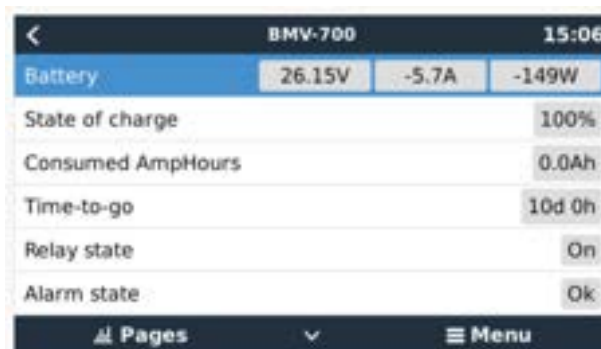 BMV-700 15:06
Battery 26.15V -5.7A -149W
State of charge 100%
Consumed AmpHours 0.0Ah
Time-to-go 10d 0h
Relay state On
Alarm state Ok
Pages Menu